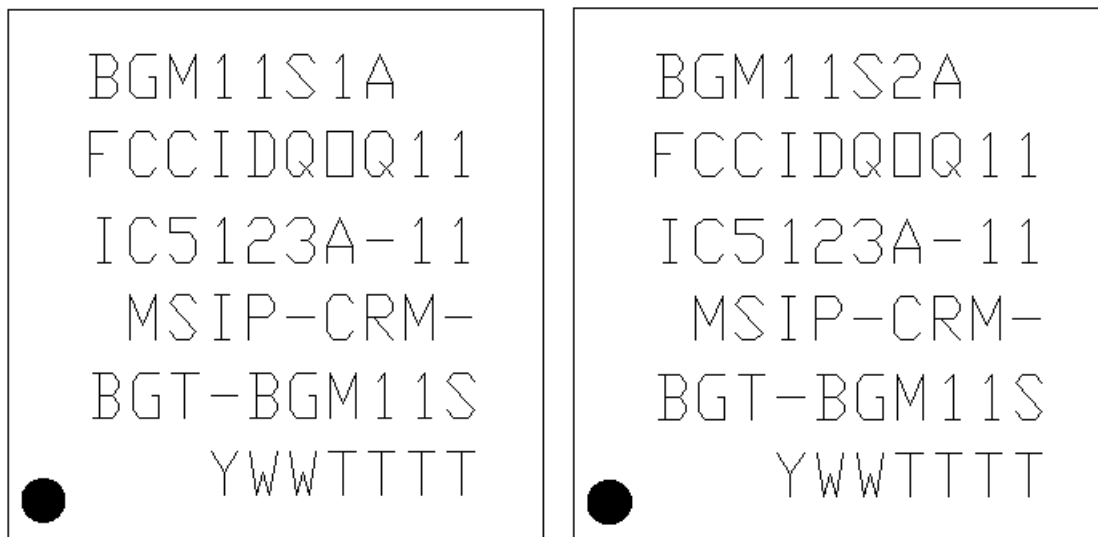 BGM11S1A
FCCIDQOQ11
IC5123A-11
MSIP-CRM-
BGT-BGM11S
YWWTTTT
BGM11S2A
FCCIDQOQ11
IC5123A-11
MSIP-CRM-
BGT-BGM11S
YWWTTTT